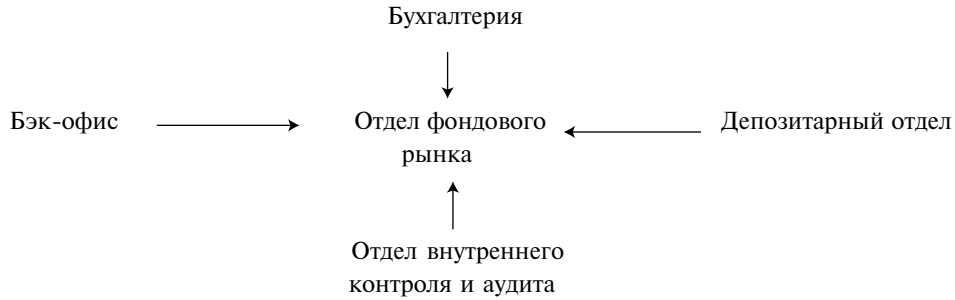 Бухгалтерия
Бэк-офис
Отдел фондового
рынка
Депозитарный отдел
Отдел внутреннего
контроля и аудита